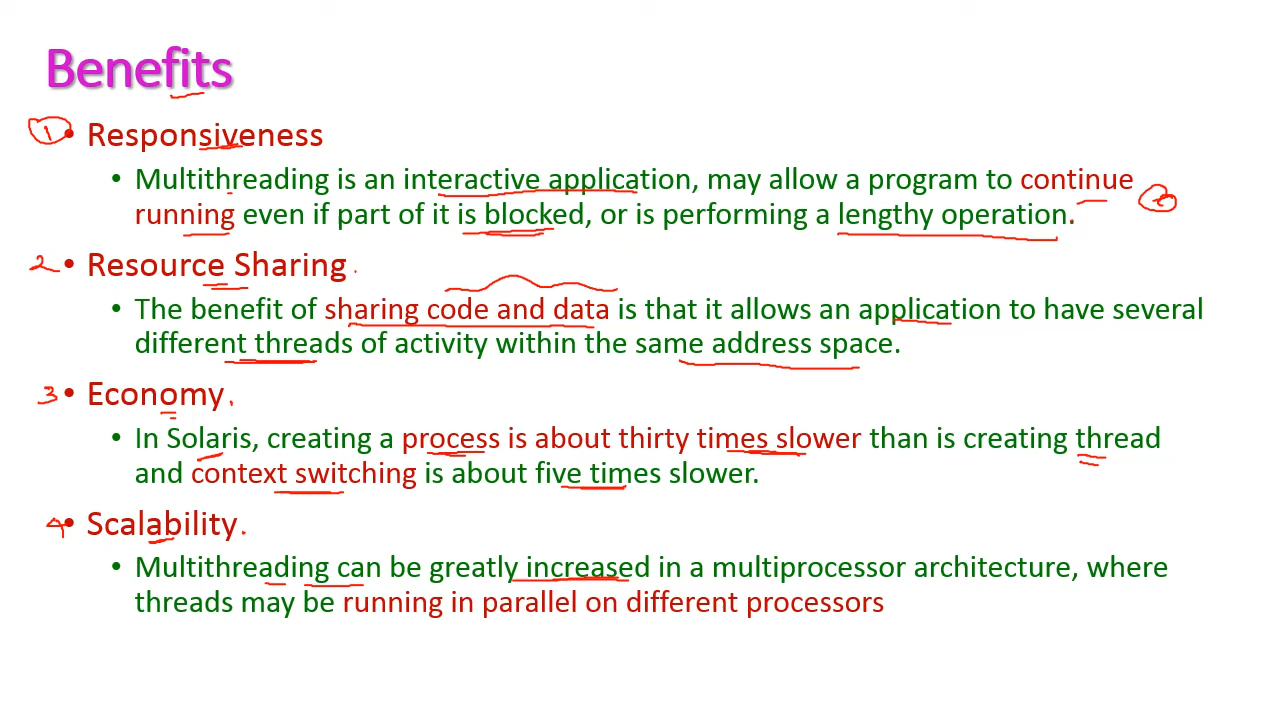 Benefits
1 • Responsiveness
• Multithreading is an interactive application, may allow a program to continue
running even if part of it is blocked, or is performing a lengthy operation.
2 • Resource Sharing
• The benefit of sharing code and data is that it allows an application to have several
different threads of activity within the same address space.
3 • Economy
• In Solaris, creating a process is about thirty times slower than is creating thread
and context switching is about five times slower.
4 • Scalability
• Multithreading can be greatly increased in a multiprocessor architecture, where
threads may be running in parallel on different processors